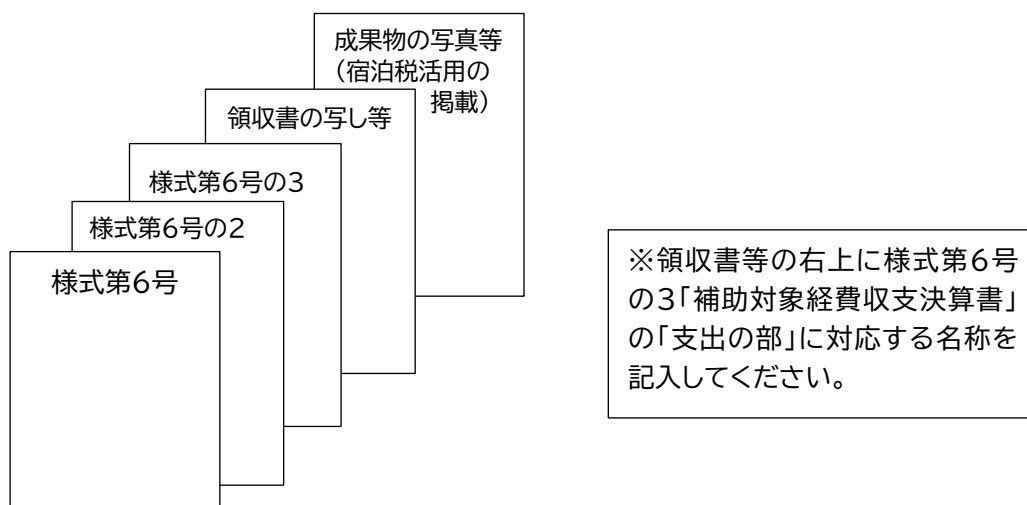 成果物の写真等
（宿泊税活用の
掲載）
領収書の写し等
様式第6号の3
様式第6号の2
様式第6号
※領収書等の右上に様式第6号
の3「補助対象経費収支決算書」
の「支出の部」に対応する名称を
記入してください。